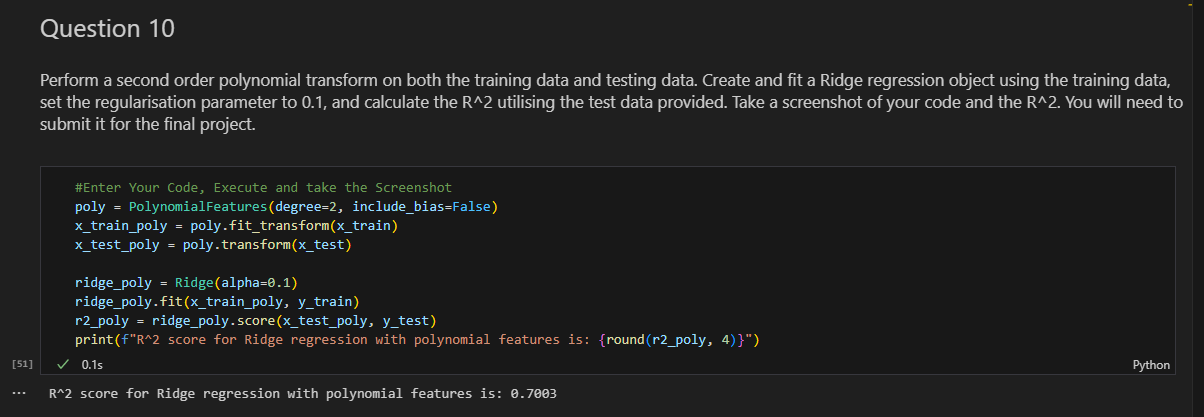 Question 10
Perform a second order polynomial transform on both the training data and testing data. Create and fit a Ridge regression object using the training data,
set the regularisation parameter to 0.1, and calculate the R^2 utilising the test data provided. Take a screenshot of your code and the R^2. You will need to
submit it for the final project.
#Enter Your Code, Execute and take the Screenshot
poly = PolynomialFeatures(degree=2, include_bias=False)
x_train_poly = poly.fit_transform(x_train)
x_test_poly = poly.transform(x_test)
ridge_poly = Ridge(alpha=0.1)
ridge_poly.fit(x_train_poly, y_train)
r2_poly = ridge_poly.score(x_test_poly, y_test)
print(f"R^2 score for Ridge regression with polynomial features is: {round(r2_poly, 4)}")
[51] ✓ 0.1s Python
... R^2 score for Ridge regression with polynomial features is: 0.7003